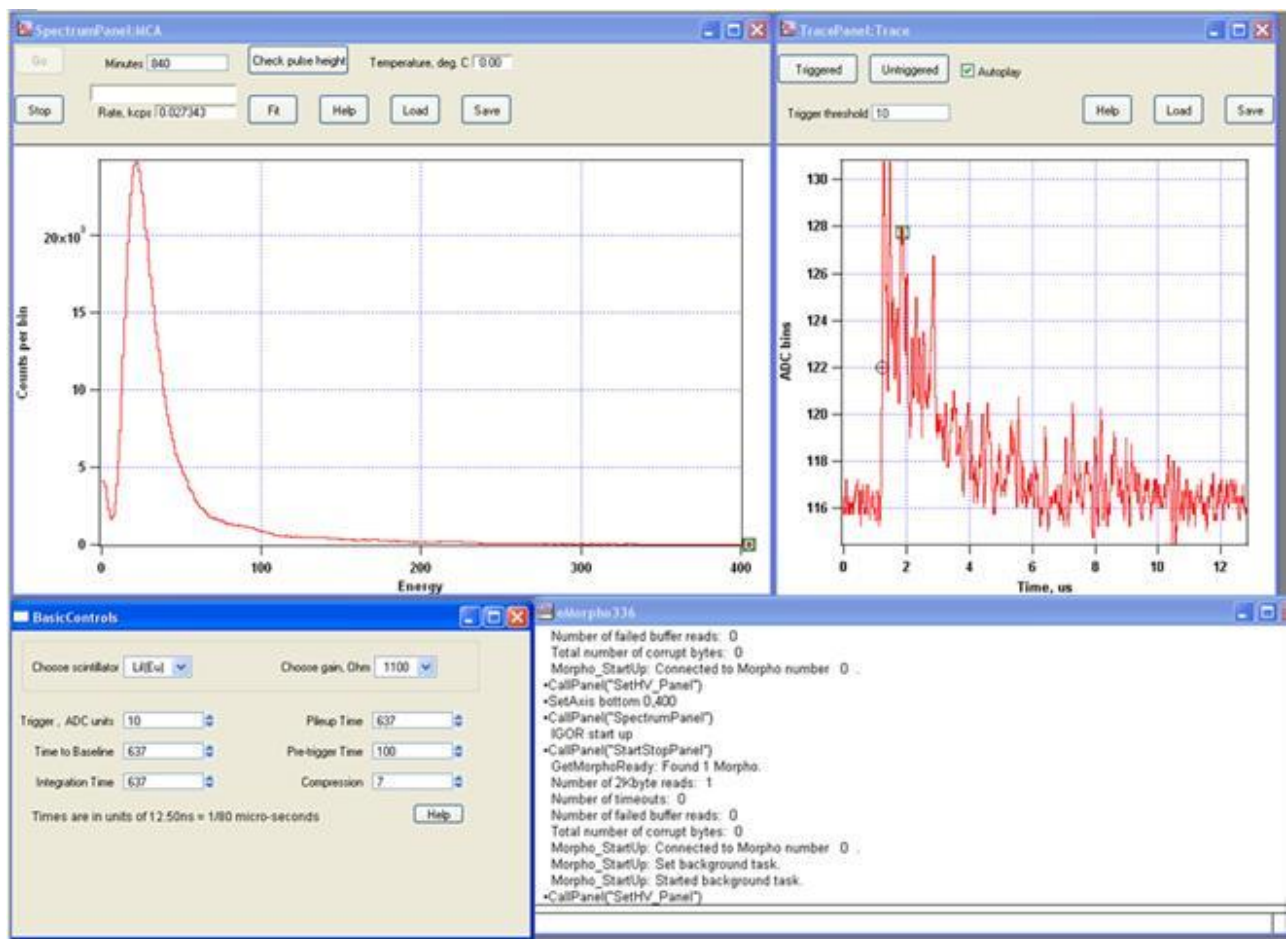 SpectrumPanel:MCA
Go
Minutes 840
Check pulse height
Temperature, deg. C 0.00
Stop
Rate, kcps 0.027343
Fit
Help
Load
Save
20x10³
15
10
5
0
Counts per bin
0 100 200 300 400
Energy
TracePanel:Trace
Triggered
Untriggered
Autoplay
Trigger threshold 10
Help
Load
Save
130
128
126
124
122
120
118
116
ADC bins
0 2 4 6 8 10 12
Time, us
BasicControls
Choose scintillator LiI(Eu)
Choose gain, Ohm 1100
Trigger , ADC units 10
Pileup Time 637
Time to Baseline 637
Pre-trigger Time 100
Integration Time 637
Compression 7
Times are in units of 12.50ns = 1/80 micro-seconds
Help
eMorpho336
Number of failed buffer reads: 0
Total number of corrupt bytes: 0
Morpho_StartUp: Connected to Morpho number 0 .
•CallPanel("SetHV_Panel")
•SetAxis bottom 0,400
•CallPanel("SpectrumPanel")
IGOR start up
•CallPanel("StartStopPanel")
GetMorphoReady: Found 1 Morpho.
Number of 2Kbyte reads: 1
Number of timeouts: 0
Number of failed buffer reads: 0
Total number of corrupt bytes: 0
Morpho_StartUp: Connected to Morpho number 0 .
Morpho_StartUp: Set background task.
Morpho_StartUp: Started background task.
•CallPanel("SetHV_Panel")